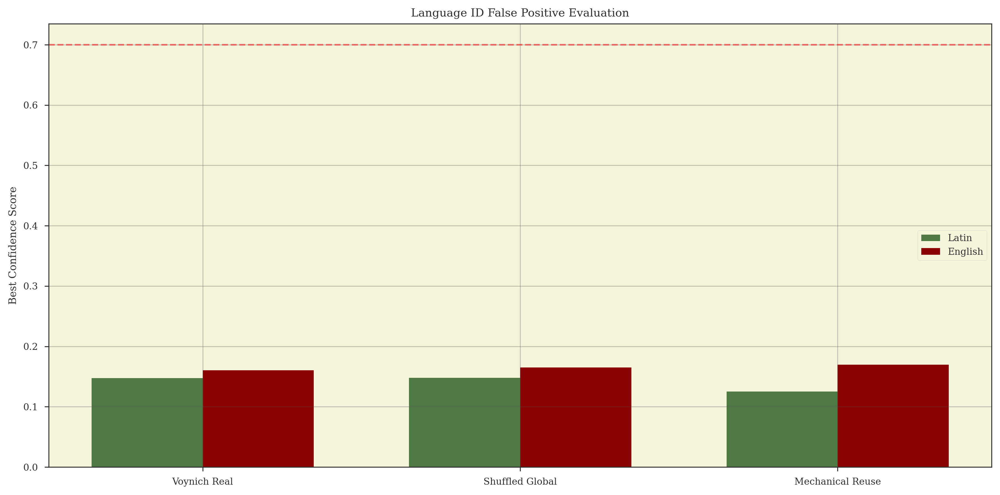 Language ID False Positive Evaluation
Best Confidence Score
0.7
0.6
0.5
0.4
0.3
0.2
0.1
0.0
Latin
English
Voynich Real
Shuffled Global
Mechanical Reuse